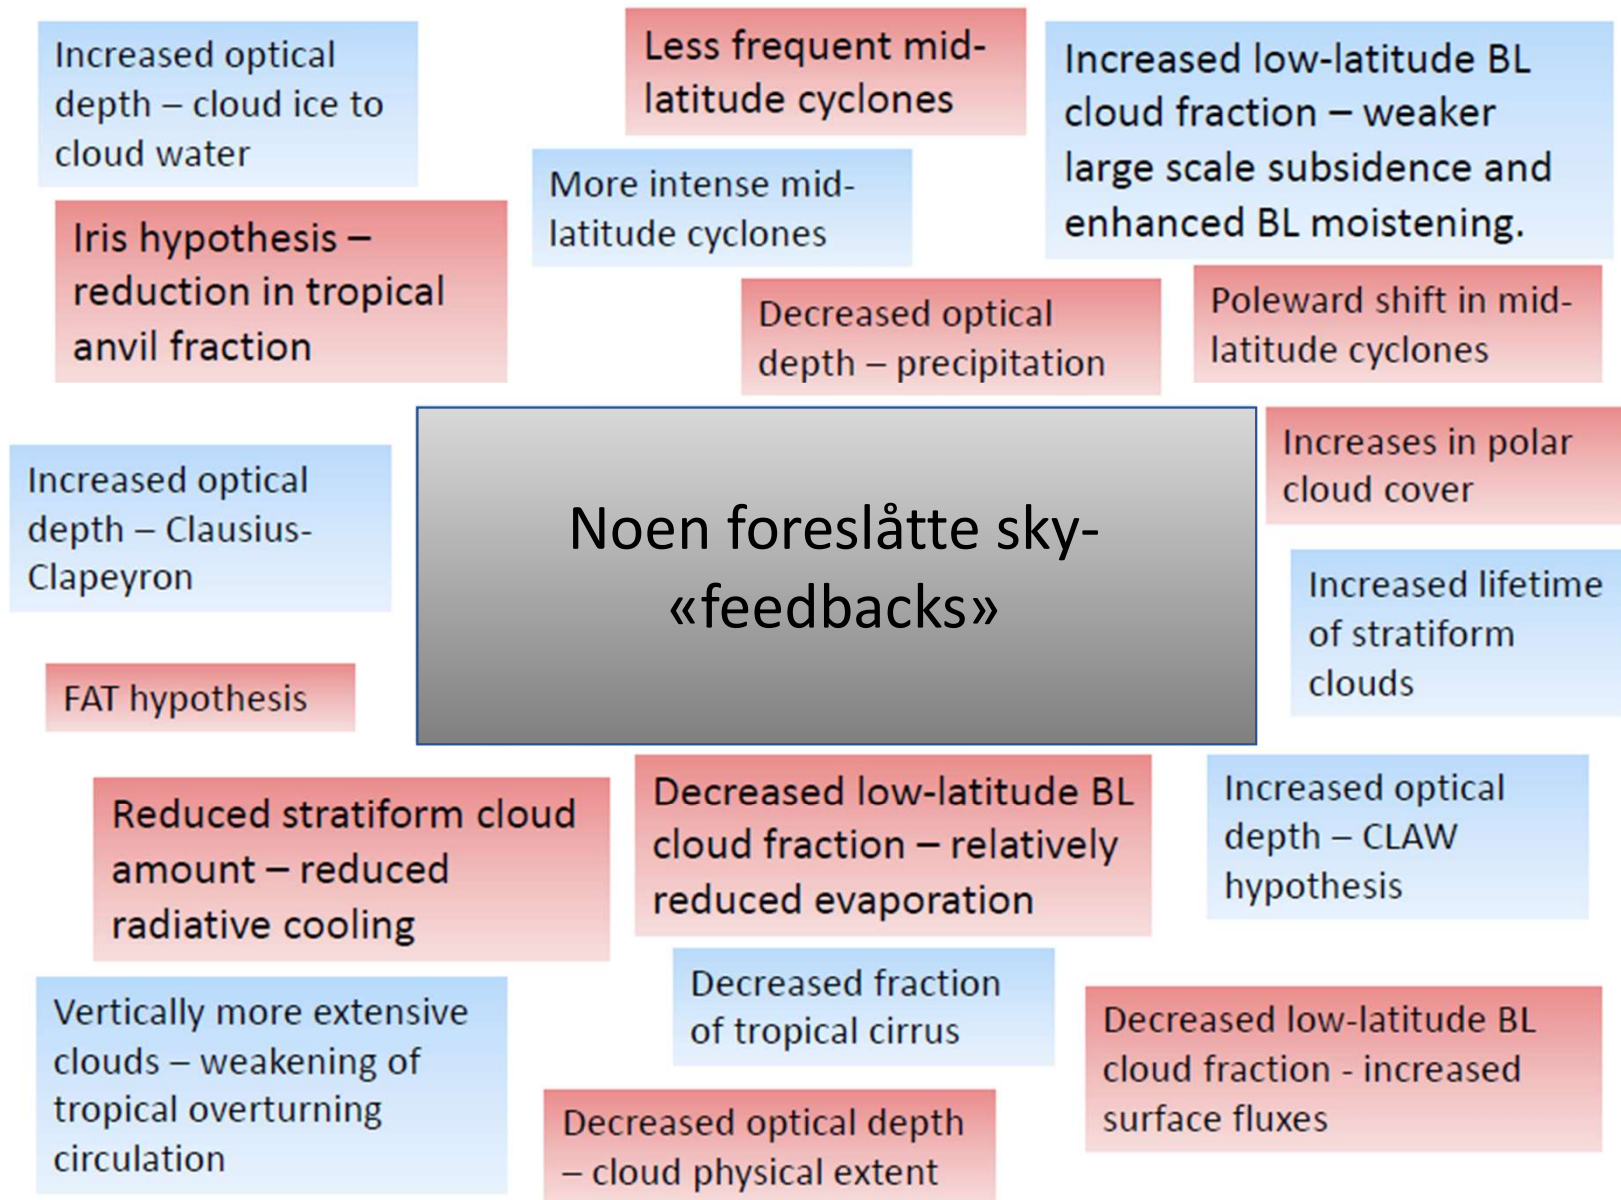 Increased optical
depth – cloud ice to
cloud water
Less frequent mid-
latitude cyclones
Increased low-latitude BL
cloud fraction – weaker
large scale subsidence and
enhanced BL moistening.
More intense mid-
latitude cyclones
Iris hypothesis –
reduction in tropical
anvil fraction
Decreased optical
depth – precipitation
Poleward shift in mid-
latitude cyclones
Increases in polar
cloud cover
Increased optical
depth – Clausius-
Clapeyron
Noen foreslåtte sky-
«feedbacks»
Increased lifetime
of stratiform
clouds
FAT hypothesis
Reduced stratiform cloud
amount – reduced
radiative cooling
Decreased low-latitude BL
cloud fraction – relatively
reduced evaporation
Increased optical
depth – CLAW
hypothesis
Vertically more extensive
clouds – weakening of
tropical overturning
circulation
Decreased fraction
of tropical cirrus
Decreased low-latitude BL
cloud fraction - increased
surface fluxes
Decreased optical depth
– cloud physical extent